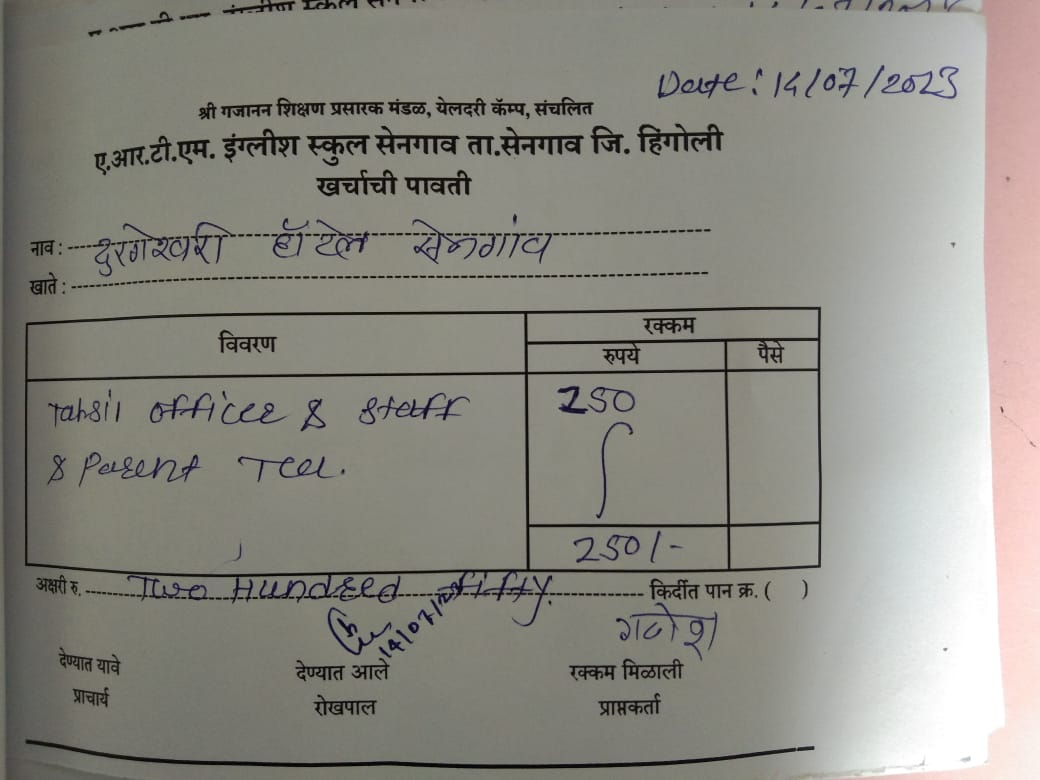 Date: 14/07/2023
श्री गजानन शिक्षण प्रसारक मंडळ, येलदरी कॅम्प, संचलित
ए.आर.टी.एम. इंग्लीश स्कुल सेनगाव ता.सेनगाव जि. हिंगोली
खर्चाची पावती
नाव : दुरगेश्वरी हॉटेल सेनगांव
खाते :
विवरण रक्कम
रुपये पैसे
Tahsil officer & staff 250
& Parent Tea.
250/-
अक्षरी रु. Two Hundred fifty. किर्दीत पान क्र. ( )
14/07/23 गणेश
देण्यात यावे देण्यात आले रक्कम मिळाली
प्राचार्य रोखपाल प्राप्तकर्ता